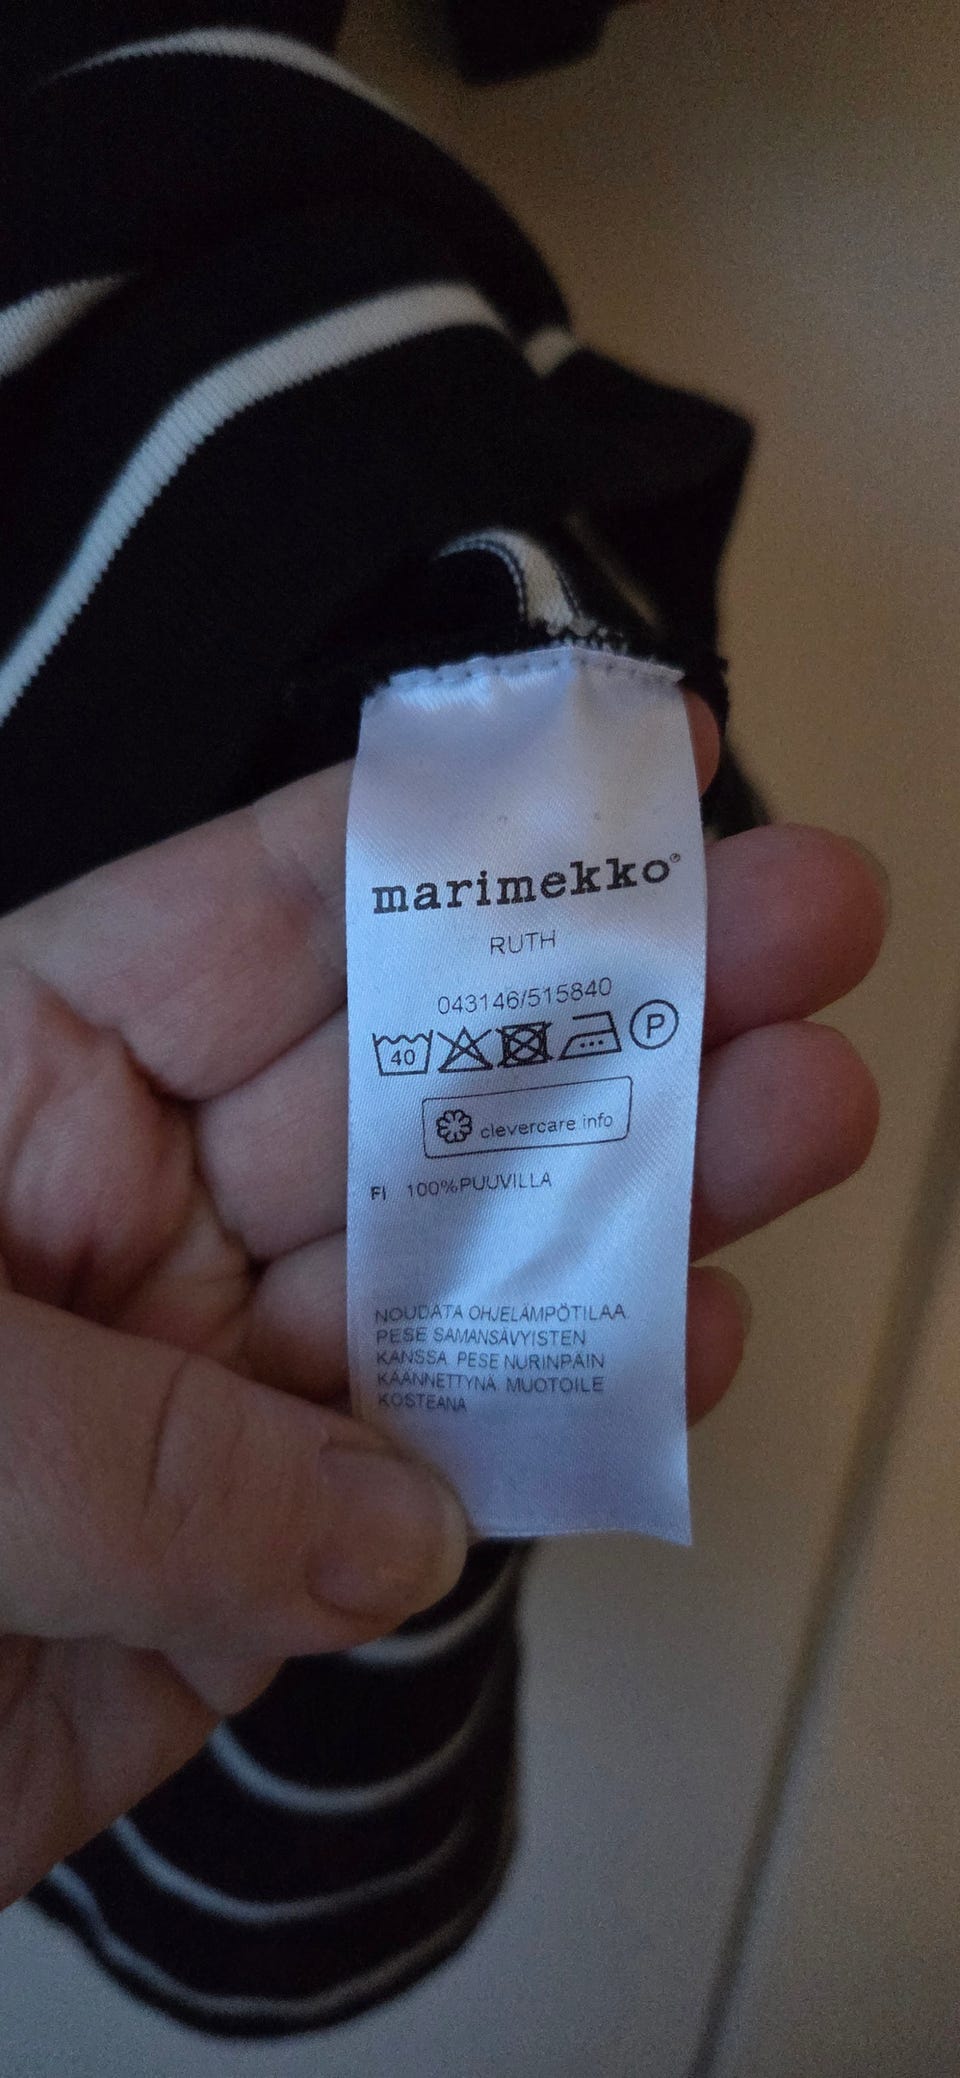 marimekko®
RUTH
043146/515840
40 P
clevercare.info
FI 100%PUUVILLA
NOUDATA OHJELÄMPÖTILAA
PESE SAMANSÄVYISTEN
KANSSA PESE NURINPÄIN
KÄÄNNETTYNÄ MUOTOILE
KOSTEANA